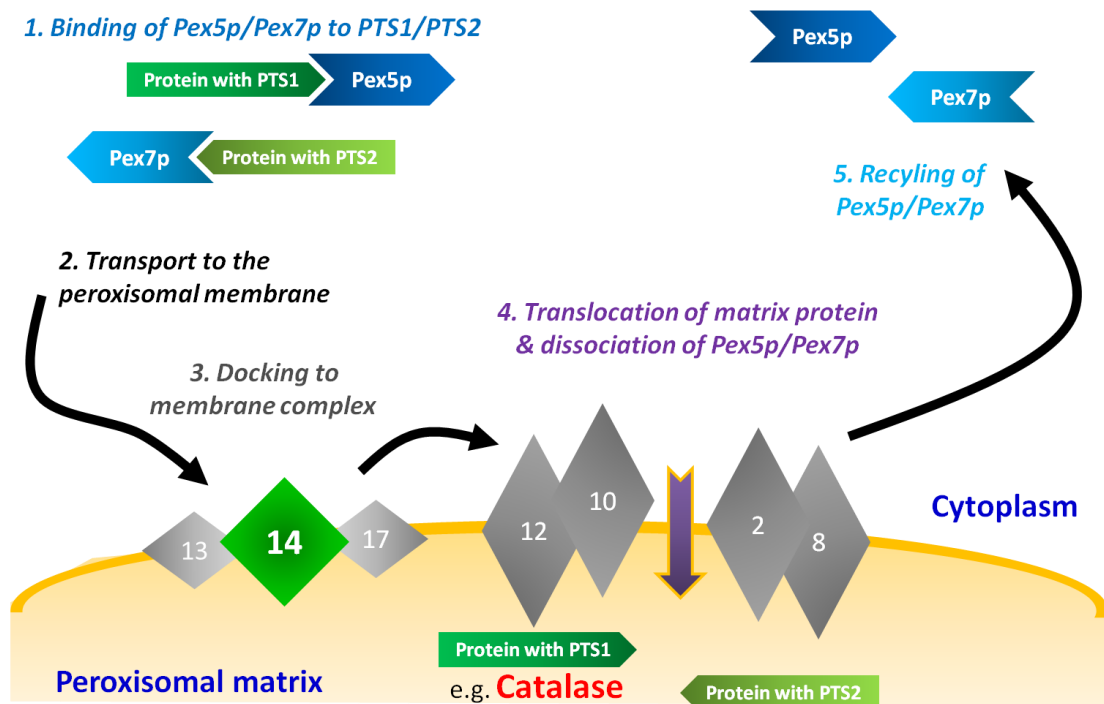 1. Binding of Pex5p/Pex7p to PTS1/PTS2
Protein with PTS1
Pex5p
Pex7p
Protein with PTS2
Pex5p
Pex7p
5. Recyling of
Pex5p/Pex7p
2. Transport to the
peroxisomal membrane
4. Translocation of matrix protein
& dissociation of Pex5p/Pex7p
3. Docking to
membrane complex
13
14
17
12
10
2
8
Cytoplasm
Peroxisomal matrix
Protein with PTS1
e.g. Catalase
Protein with PTS2